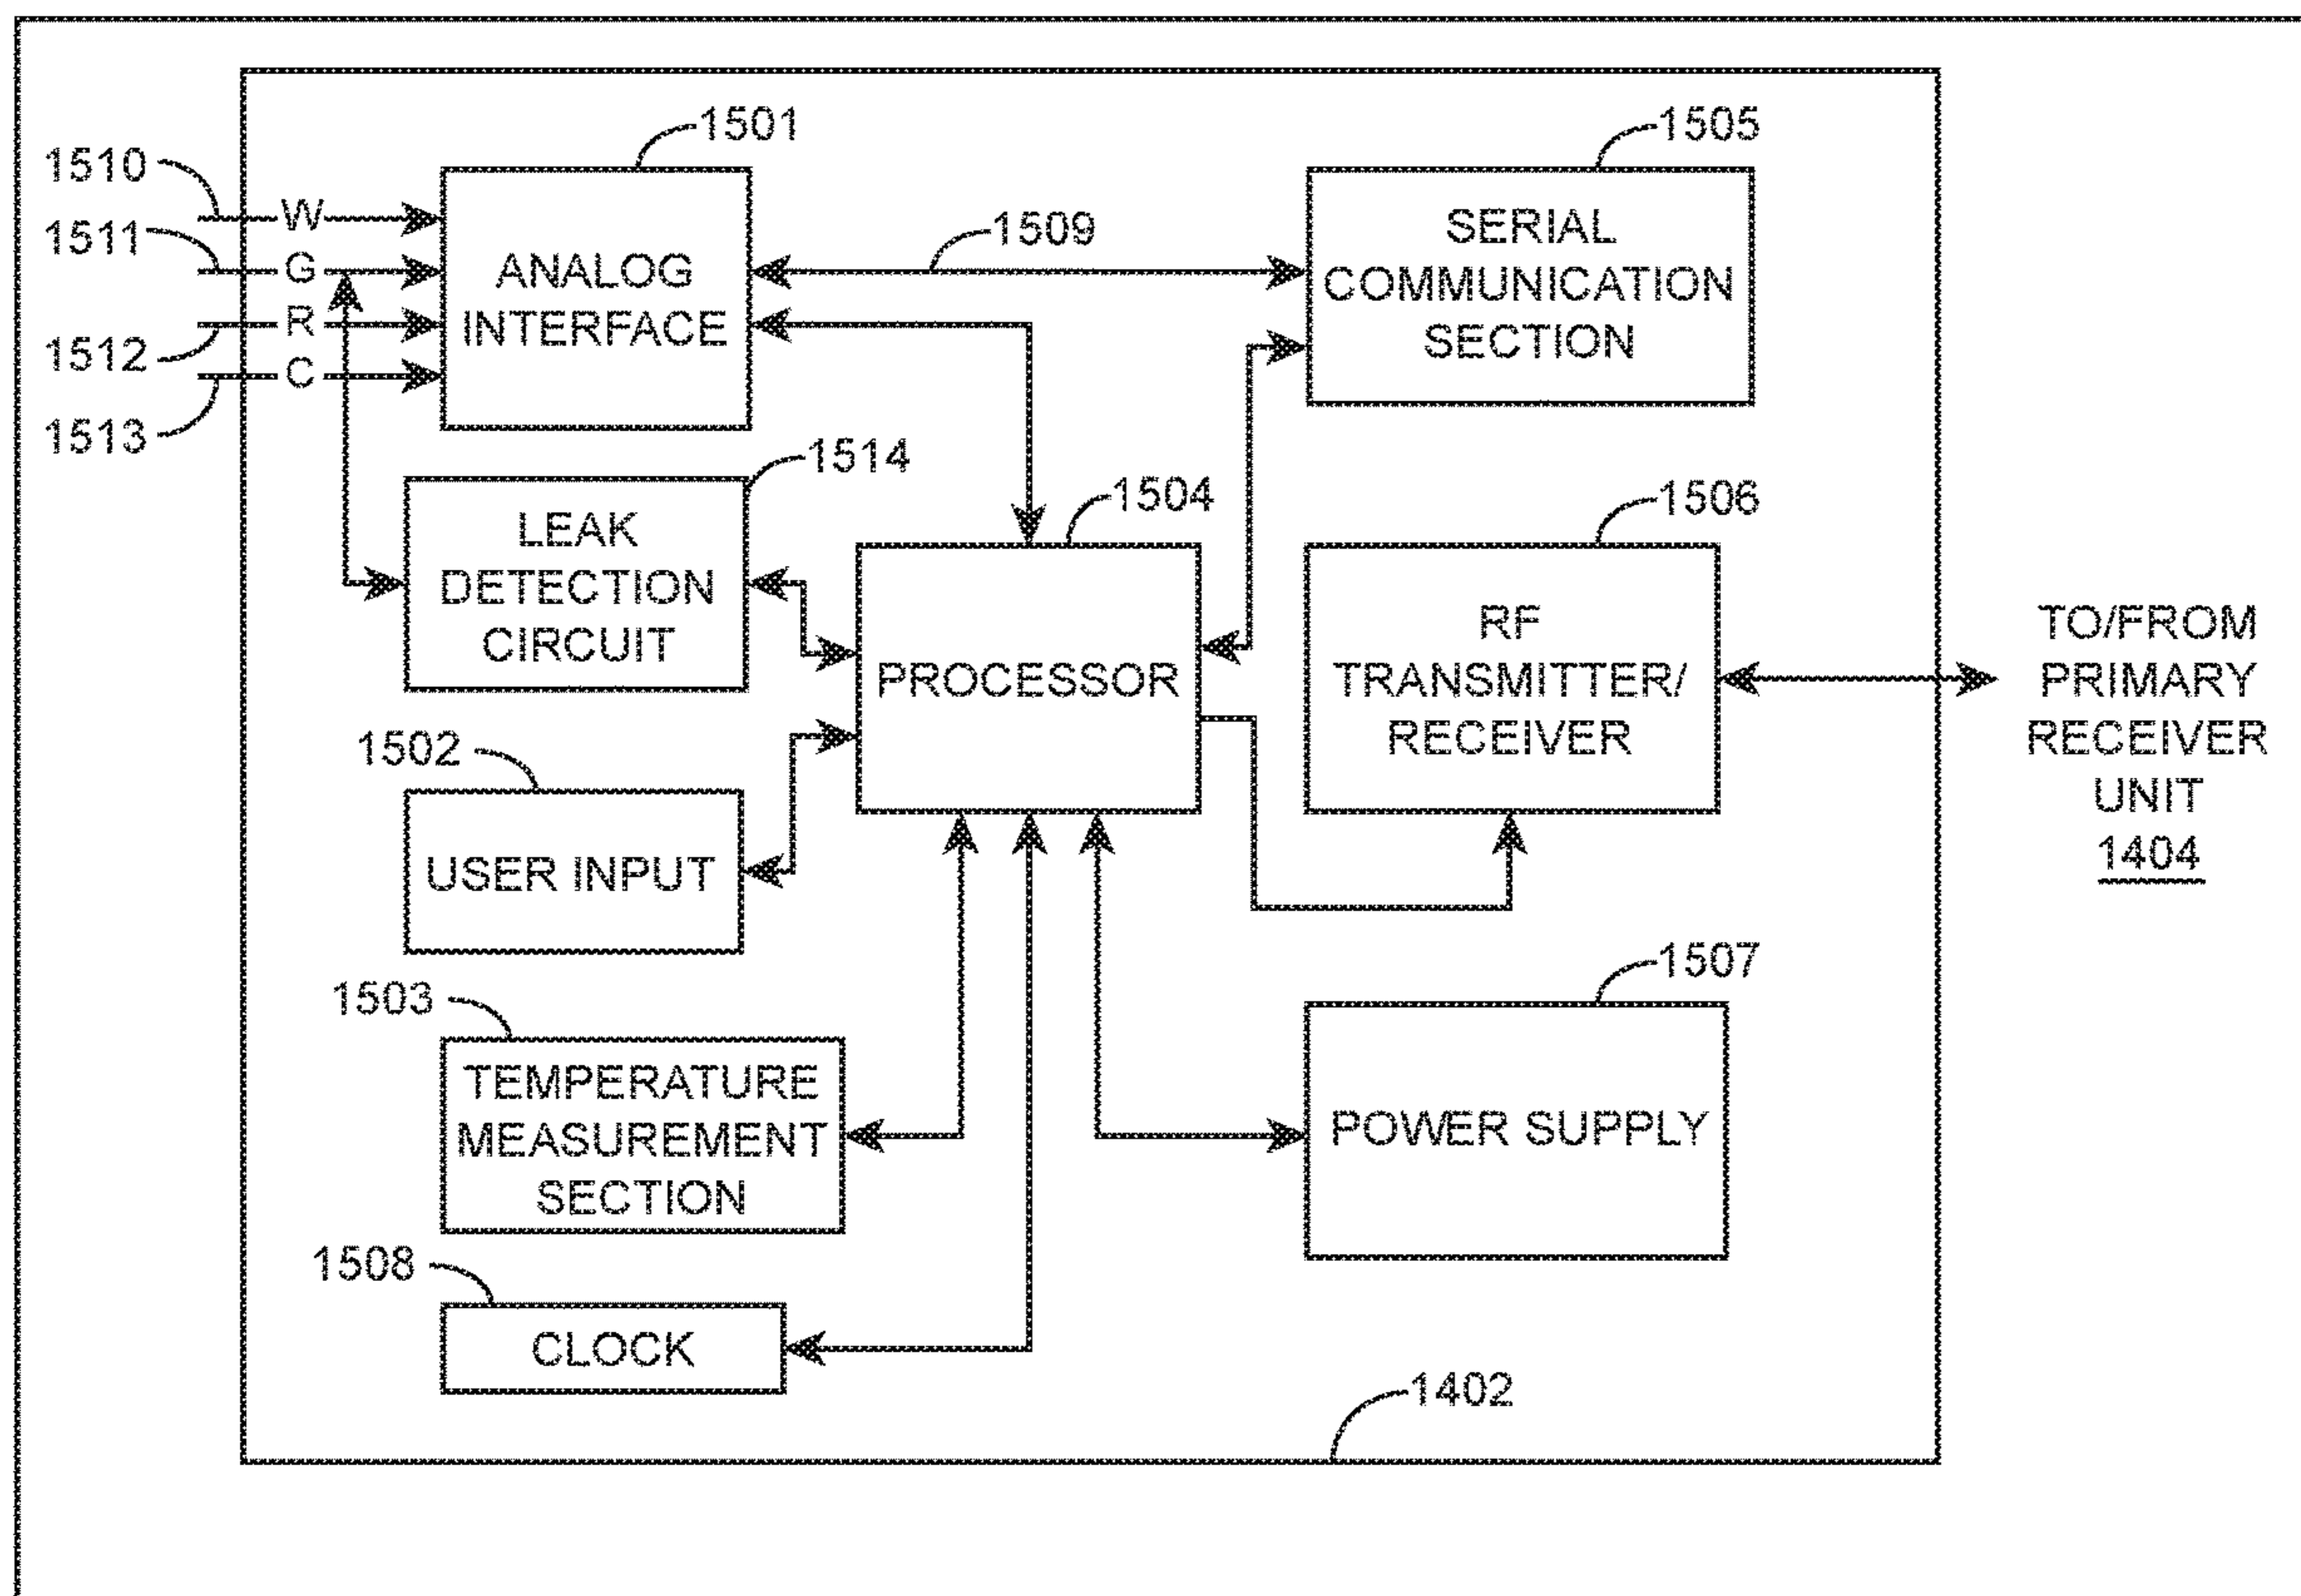 1501
1505
1510
W
1511
G
1509
ANALOG
INTERFACE
SERIAL
COMMUNICATION
SECTION
R
1512
C
1513
1514
1504
1506
LEAK
DETECTION
CIRCUIT
PROCESSOR
RF
TRANSMITTER/
RECEIVER
TO/FROM
PRIMARY
RECEIVER
UNIT
1404
1502
USER INPUT
1507
1503
TEMPERATURE
MEASUREMENT
SECTION
POWER SUPPLY
1508
CLOCK
1402